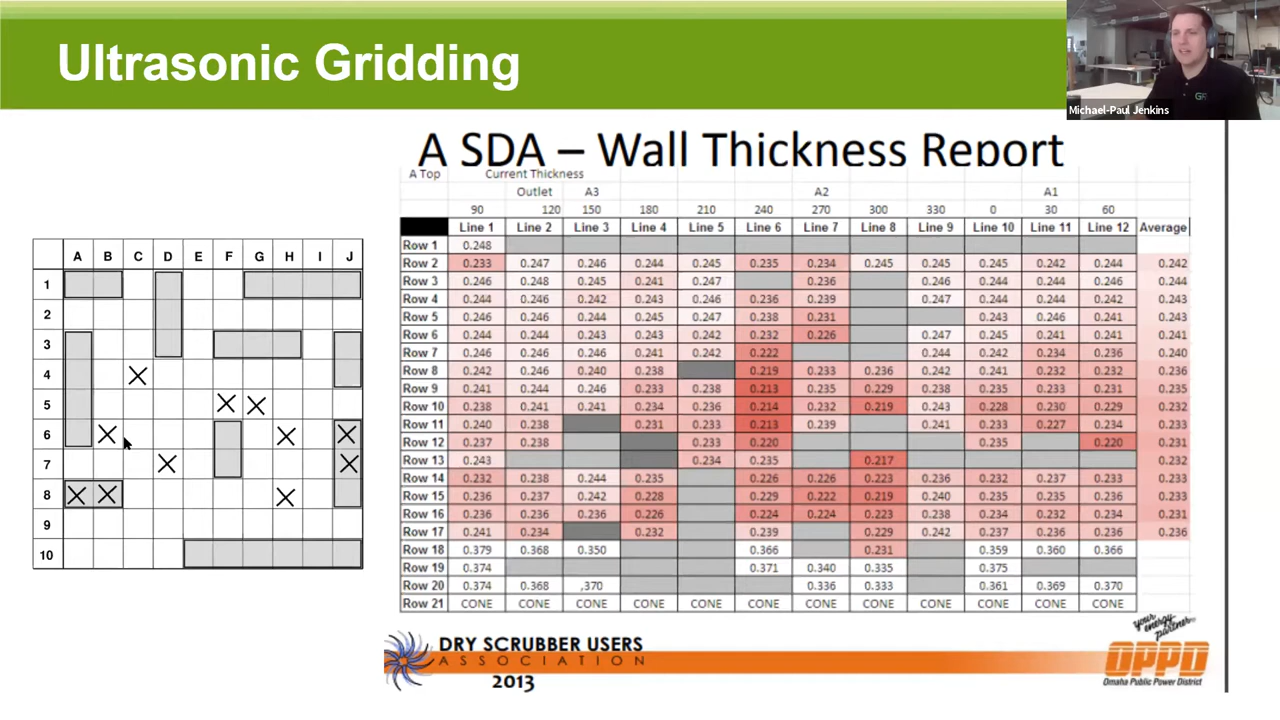 Ultrasonic Gridding
Michael-Paul Jenkins
A SDA – Wall Thickness Report
A Top Current Thickness
Outlet A3 A2 A1
90 120 150 180 210 240 270 300 330 0 30 60
Line 1 Line 2 Line 3 Line 4 Line 5 Line 6 Line 7 Line 8 Line 9 Line 10 Line 11 Line 12 Average
Row 1 0.248
Row 2 0.233 0.247 0.246 0.244 0.245 0.235 0.234 0.245 0.245 0.245 0.242 0.244 0.242
Row 3 0.246 0.248 0.245 0.241 0.247 0.236 0.246 0.244 0.244 0.246 0.244
Row 4 0.244 0.246 0.242 0.243 0.246 0.236 0.239 0.247 0.244 0.244 0.242 0.243
Row 5 0.246 0.246 0.244 0.245 0.242 0.238 0.231 0.243 0.246 0.241 0.243
Row 6 0.244 0.244 0.243 0.243 0.242 0.232 0.226 0.247 0.245 0.241 0.241 0.241
Row 7 0.246 0.246 0.246 0.241 0.242 0.222 0.244 0.242 0.234 0.236 0.240
Row 8 0.242 0.246 0.240 0.238 0.219 0.233 0.236 0.242 0.241 0.232 0.232 0.236
Row 9 0.241 0.244 0.246 0.233 0.238 0.213 0.235 0.229 0.238 0.235 0.233 0.231 0.235
Row 10 0.238 0.241 0.241 0.234 0.236 0.214 0.232 0.219 0.243 0.228 0.230 0.229 0.232
Row 11 0.240 0.238 0.231 0.233 0.213 0.239 0.241 0.233 0.227 0.234 0.233
Row 12 0.237 0.238 0.233 0.220 0.235 0.220 0.231
Row 13 0.243 0.234 0.235 0.217 0.232
Row 14 0.232 0.238 0.244 0.235 0.226 0.226 0.223 0.236 0.232 0.237 0.233 0.233
Row 15 0.236 0.237 0.242 0.228 0.229 0.222 0.219 0.240 0.235 0.236 0.234 0.233
Row 16 0.236 0.236 0.236 0.226 0.224 0.224 0.223 0.238 0.234 0.232 0.234 0.231
Row 17 0.241 0.234 0.232 0.239 0.229 0.242 0.237 0.236 0.236 0.236
Row 18 0.379 0.368 0.350 0.366 0.231 0.359 0.360 0.366
Row 19 0.374 0.371 0.340 0.335 0.375
Row 20 0.374 0.368 ,370 0.336 0.333 0.361 0.369 0.370
Row 21 CONE CONE CONE CONE CONE CONE CONE CONE CONE CONE CONE CONE
A B C D E F G H I J
1
2
3
4
5
6
7
8
9
10
DRY SCRUBBER USERS
ASSOCIATION
2013
your
energy
partner
OPPD
Omaha Public Power District